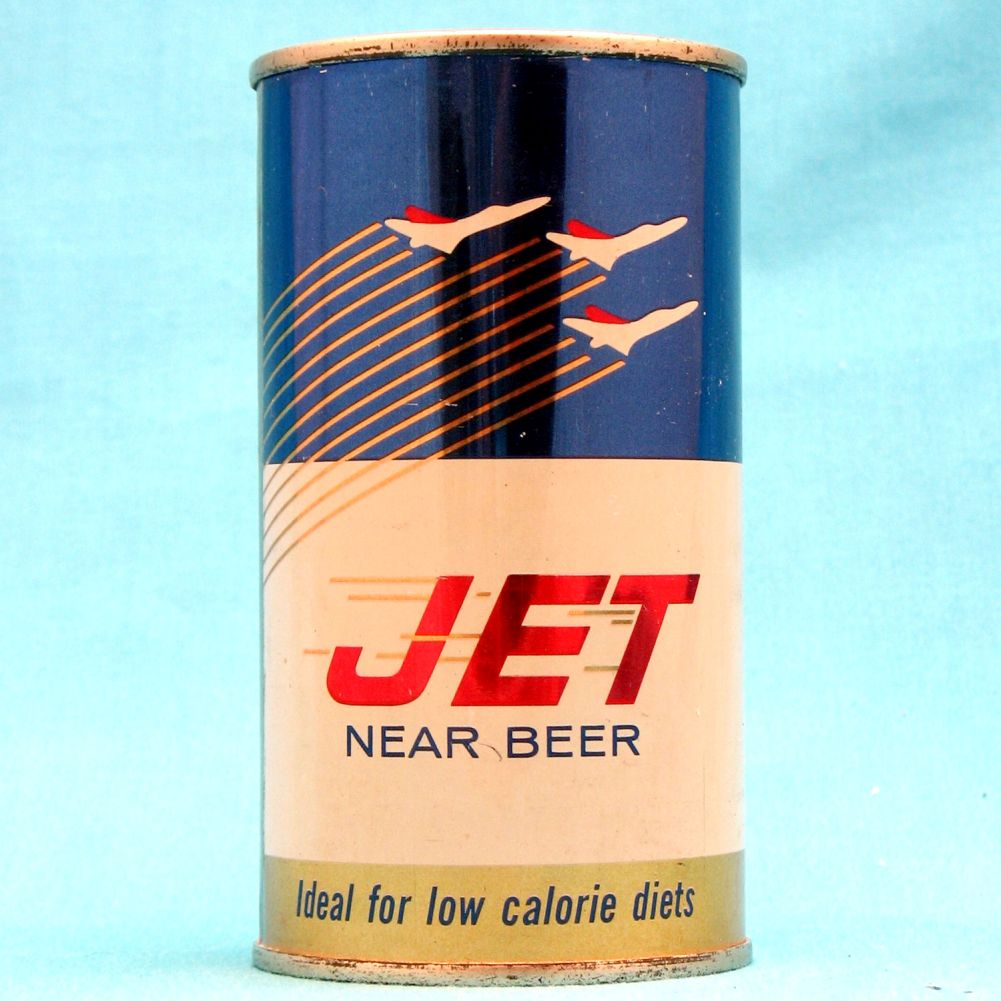 JET
NEAR BEER
Ideal for low calorie diets